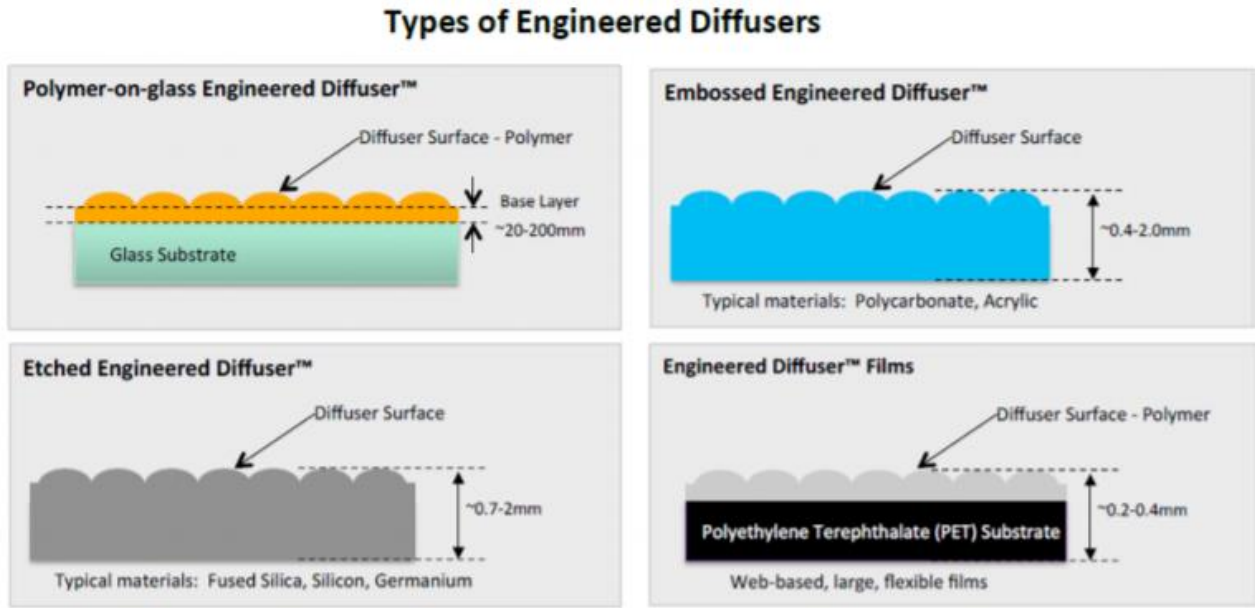 Types of Engineered Diffusers
Polymer-on-glass Engineered Diffuser™
Diffuser Surface - Polymer
Base Layer
~20-200mm
Glass Substrate
Embossed Engineered Diffuser™
Diffuser Surface
~0.4-2.0mm
Typical materials: Polycarbonate, Acrylic
Etched Engineered Diffuser™
Diffuser Surface
~0.7-2mm
Typical materials: Fused Silica, Silicon, Germanium
Engineered Diffuser™ Films
Diffuser Surface - Polymer
~0.2-0.4mm
Polyethylene Terephthalate (PET) Substrate
Web-based, large, flexible films